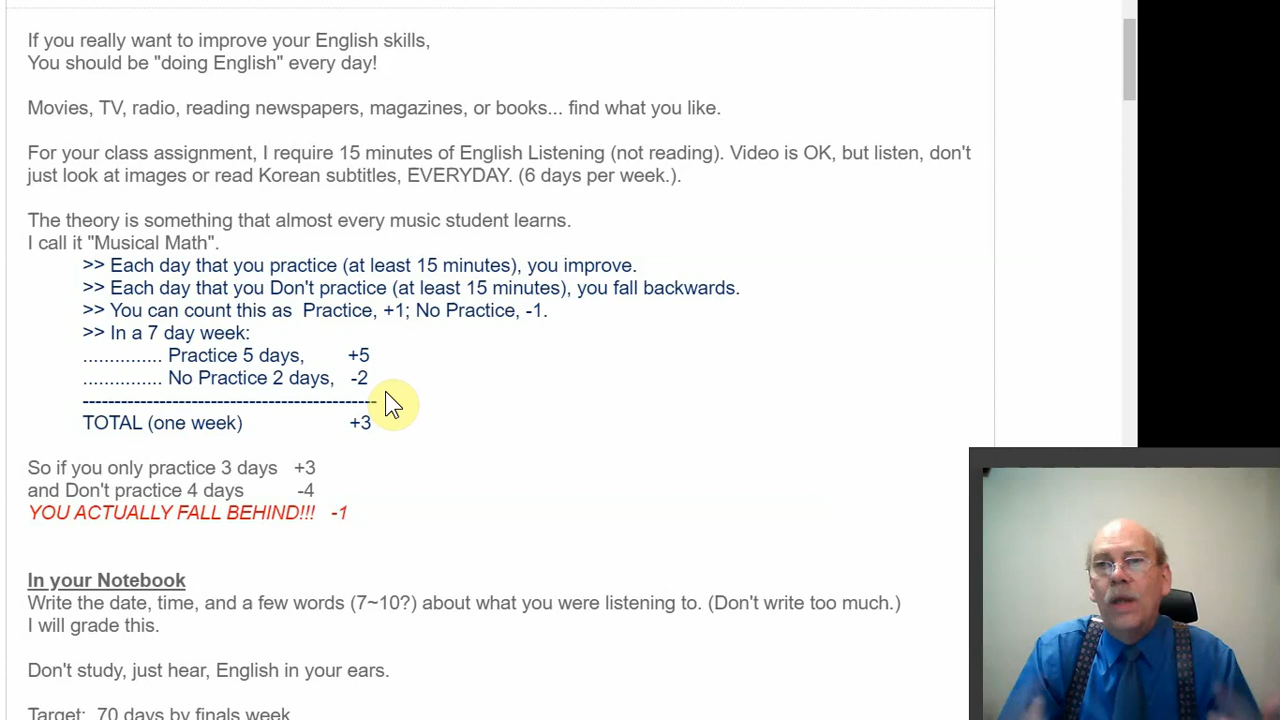 If you really want to improve your English skills,
You should be "doing English" every day!
Movies, TV, radio, reading newspapers, magazines, or books... find what you like.
For your class assignment, I require 15 minutes of English Listening (not reading). Video is OK, but listen, don't
just look at images or read Korean subtitles, EVERYDAY. (6 days per week.).
The theory is something that almost every music student learns.
I call it "Musical Math".
>> Each day that you practice (at least 15 minutes), you improve.
>> Each day that you Don't practice (at least 15 minutes), you fall backwards.
>> You can count this as  Practice, +1; No Practice, -1.
>> In a 7 day week:
............... Practice 5 days, +5
............... No Practice 2 days, -2
-----------------------------------------------
TOTAL (one week) +3
So if you only practice 3 days +3
and Don't practice 4 days -4
YOU ACTUALLY FALL BEHIND!!! -1
In your Notebook
Write the date, time, and a few words (7~10?) about what you were listening to. (Don't write too much.)
I will grade this.
Don't study, just hear, English in your ears.
Target: 70 days by finals week